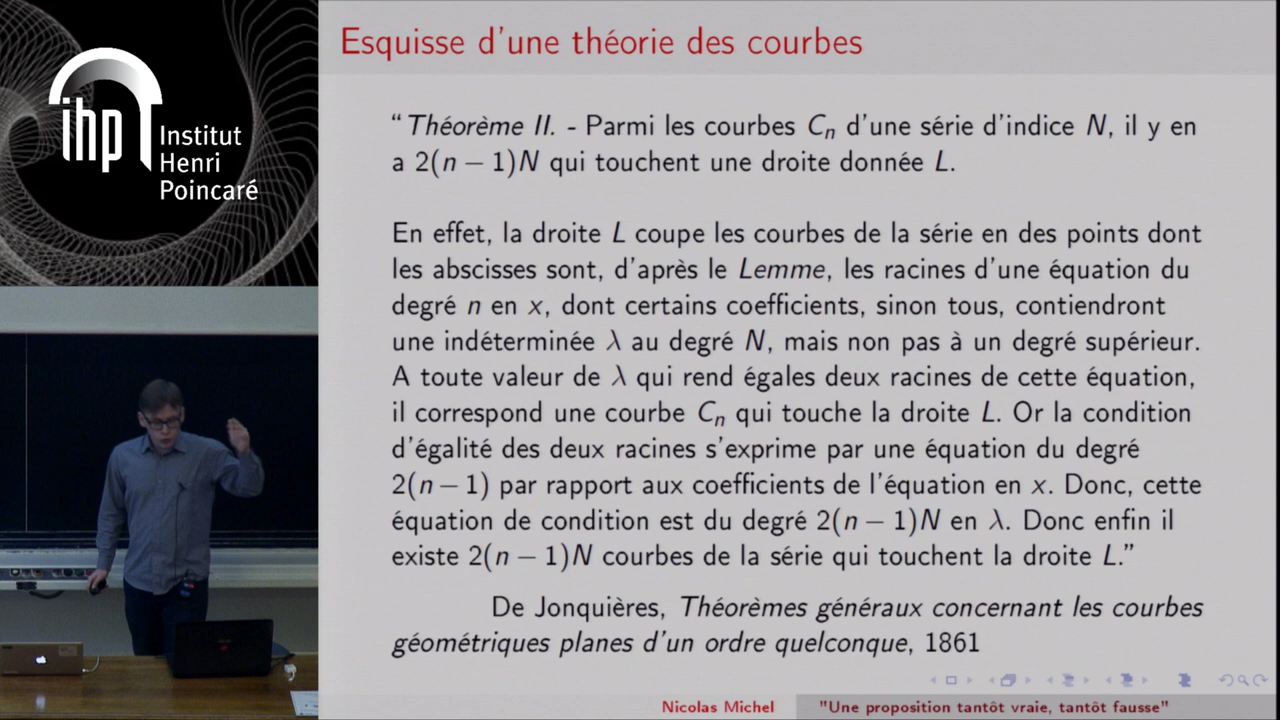 ihp Institut
Henri
Poincaré
Esquisse d'une théorie des courbes
“Théorème II. - Parmi les courbes Cn d'une série d'indice N, il y en
a 2(n − 1)N qui touchent une droite donnée L.
En effet, la droite L coupe les courbes de la série en des points dont
les abscisses sont, d'après le Lemme, les racines d'une équation du
degré n en x, dont certains coefficients, sinon tous, contiendront
une indéterminée λ au degré N, mais non pas à un degré supérieur.
A toute valeur de λ qui rend égales deux racines de cette équation,
il correspond une courbe Cn qui touche la droite L. Or la condition
d'égalité des deux racines s'exprime par une équation du degré
2(n − 1) par rapport aux coefficients de l'équation en x. Donc, cette
équation de condition est du degré 2(n − 1)N en λ. Donc enfin il
existe 2(n − 1)N courbes de la série qui touchent la droite L.”
De Jonquières, Théorèmes généraux concernant les courbes
géométriques planes d'un ordre quelconque, 1861
Nicolas Michel "Une proposition tantôt vraie, tantôt fausse"